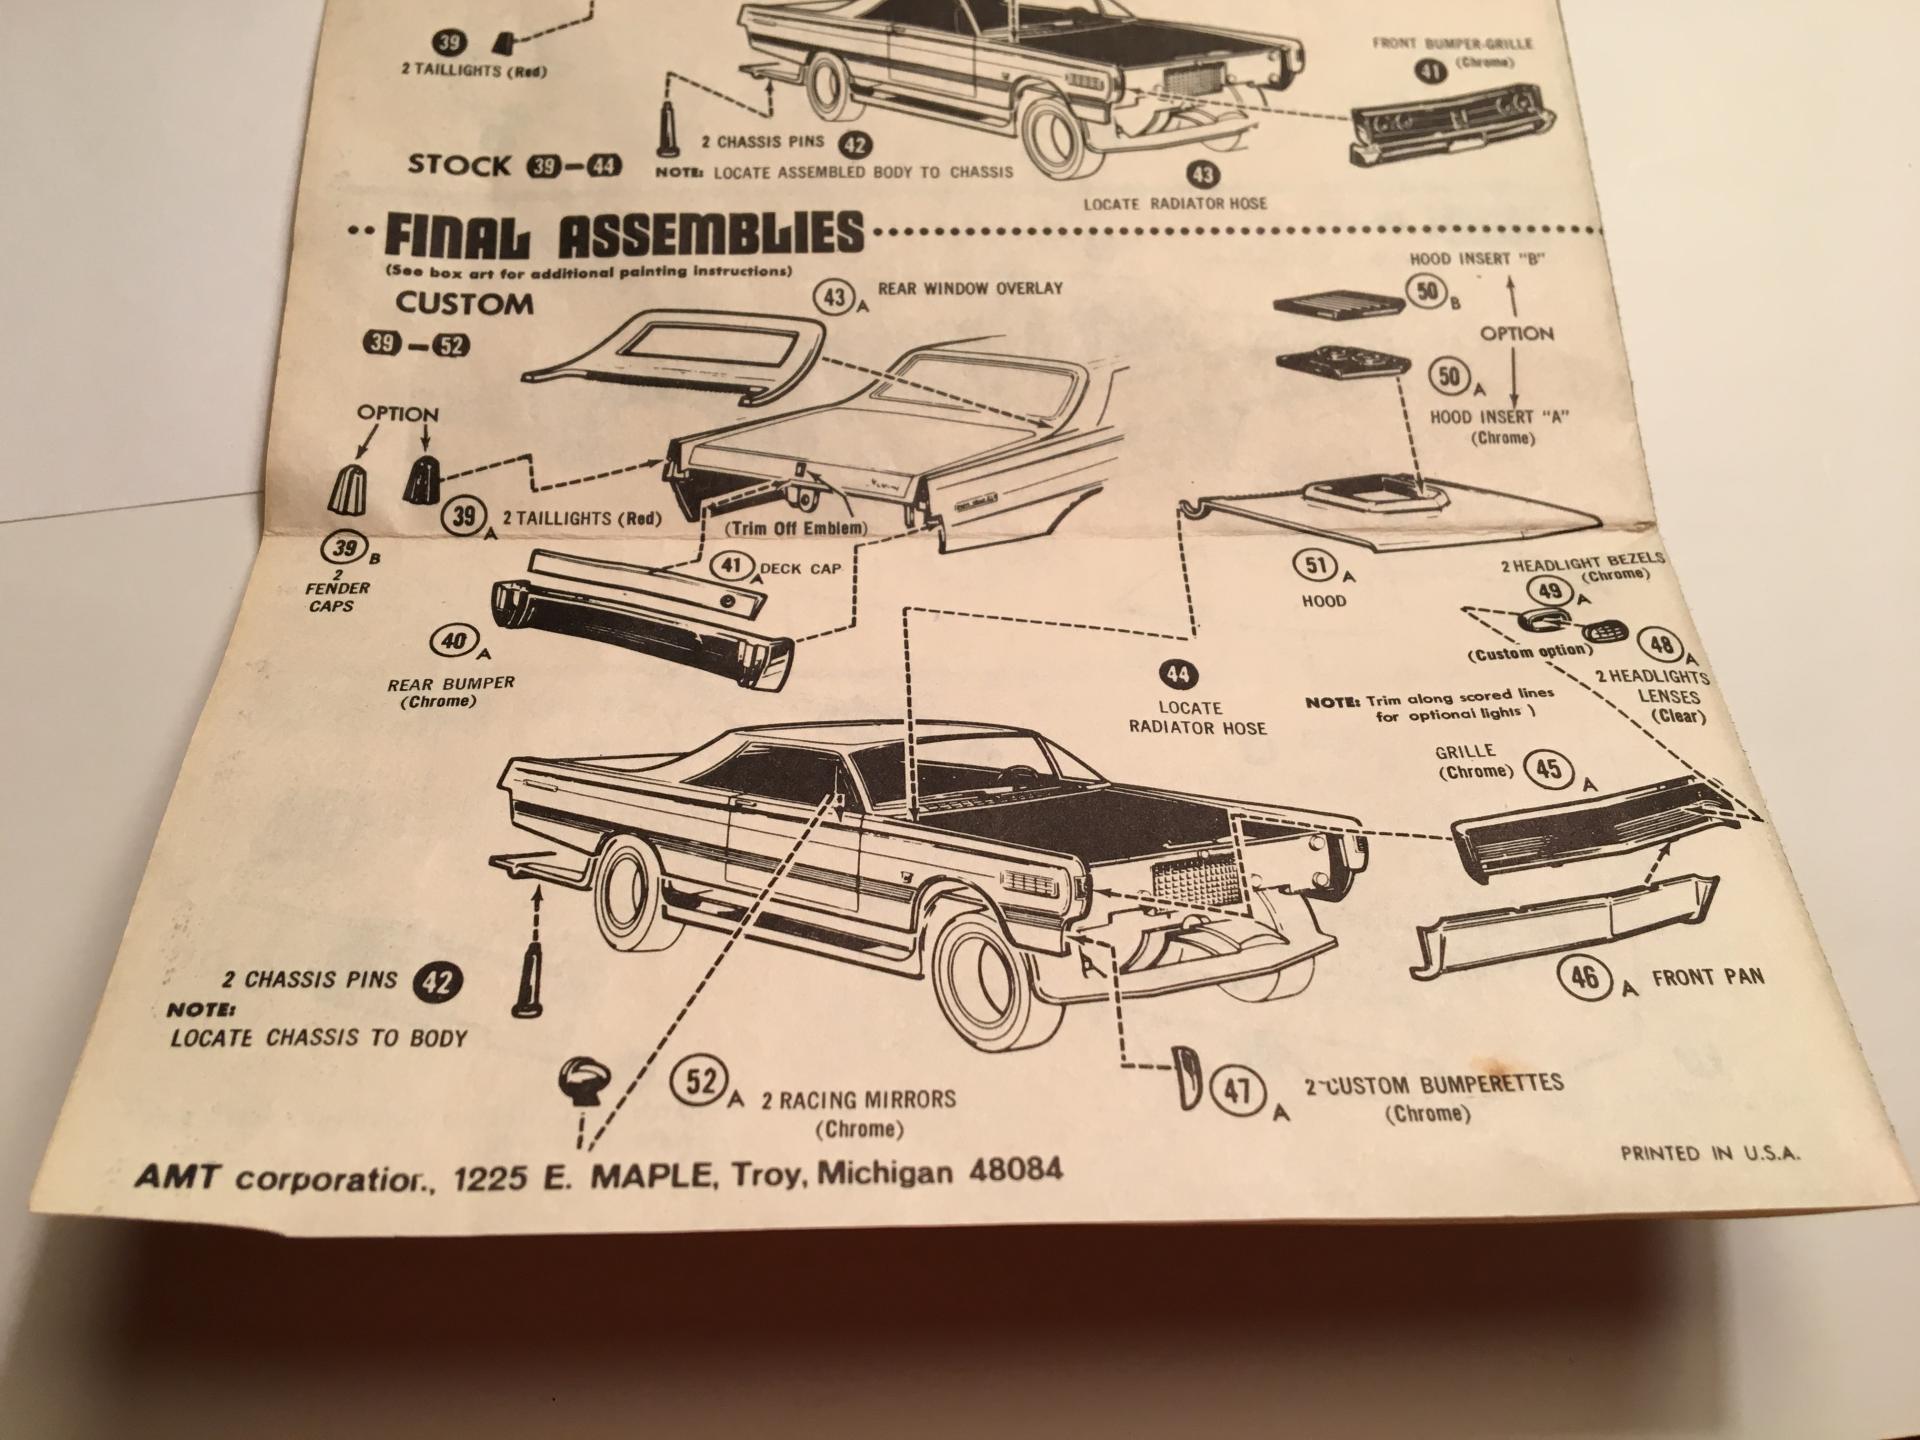 39
2 TAILLIGHTS (Red)
FRONT BUMPER-GRILLE
(Chrome)
41
2 CHASSIS PINS 42
NOTE: LOCATE ASSEMBLED BODY TO CHASSIS
STOCK 39-44
43
LOCATE RADIATOR HOSE
FINAL ASSEMBLIES
(See box art for additional painting instructions)
CUSTOM
39-52
43 A REAR WINDOW OVERLAY
HOOD INSERT "B"
50 B
OPTION
50 A
HOOD INSERT "A"
(Chrome)
OPTION
39 A 2 TAILLIGHTS (Red)
39 B
2
FENDER
CAPS
(Trim Off Emblem)
41 A DECK CAP
40 A
REAR BUMPER
(Chrome)
51 A
HOOD
2 HEADLIGHT BEZELS
(Chrome)
49 A
(Custom option)
48 A
2 HEADLIGHTS
LENSES
(Clear)
NOTE: Trim along scored lines
for optional lights )
44
LOCATE
RADIATOR HOSE
GRILLE
(Chrome) 45 A
46 A FRONT PAN
2 CHASSIS PINS 42
NOTE:
LOCATE CHASSIS TO BODY
52 A 2 RACING MIRRORS
(Chrome)
47 A 2 CUSTOM BUMPERETTES
(Chrome)
PRINTED IN U.S.A.
AMT corporation., 1225 E. MAPLE, Troy, Michigan 48084